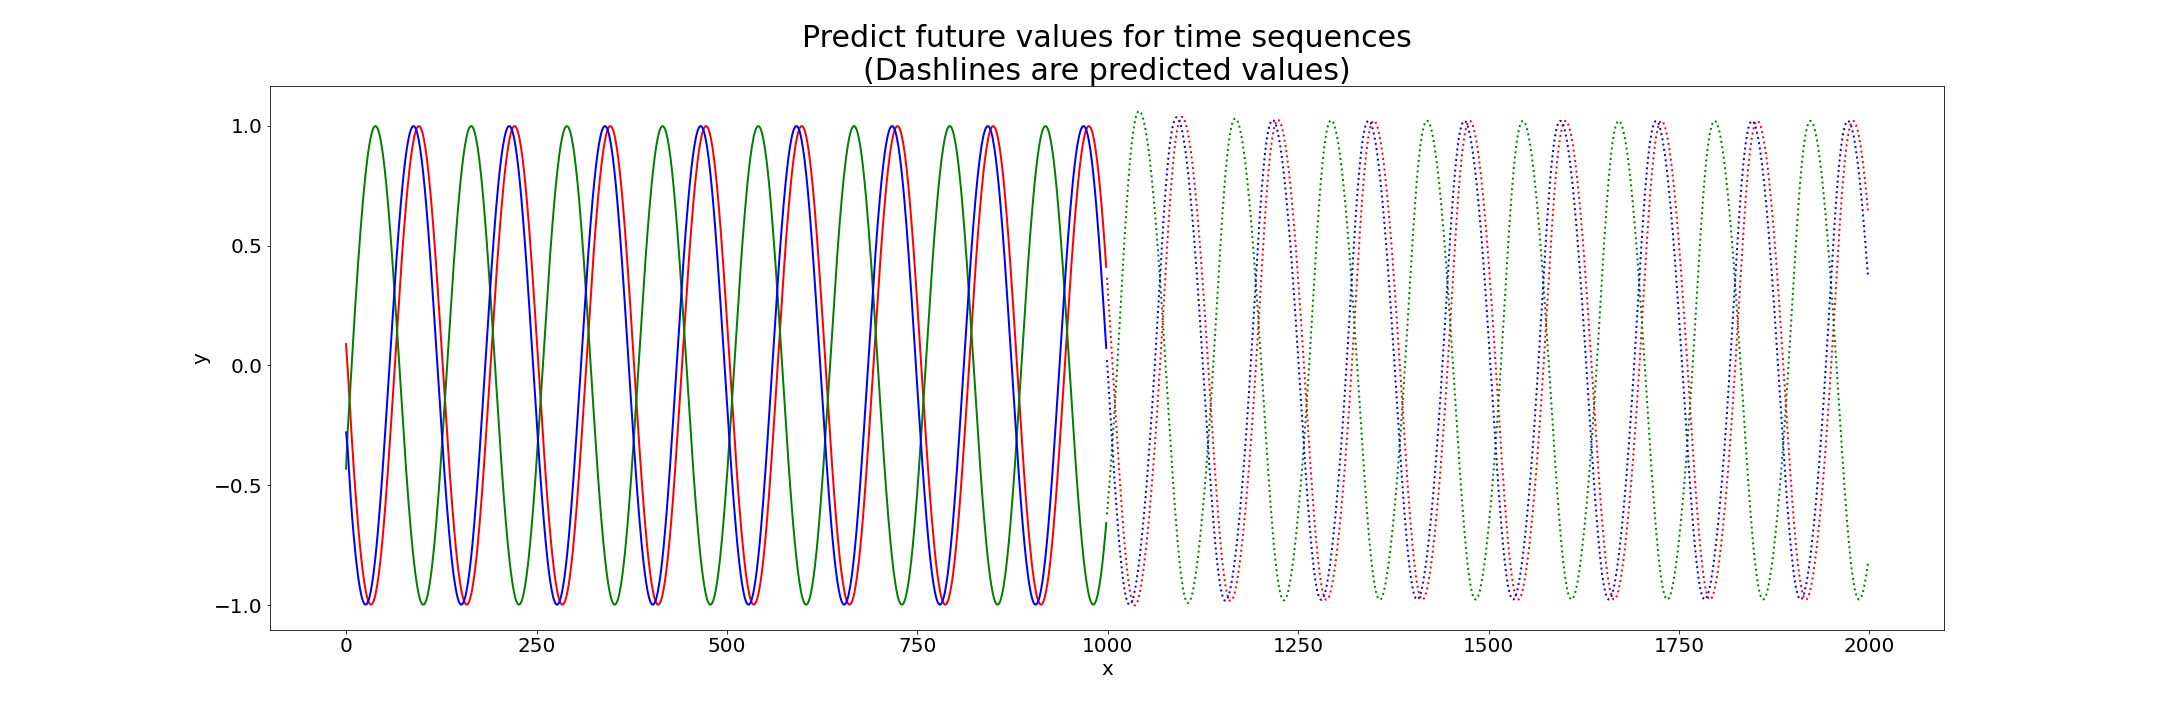 Predict future values for time sequences
(Dashlines are predicted values)
1.0
0.5
0.0
−0.5
−1.0
y
0 250 500 750 1000 1250 1500 1750 2000
x